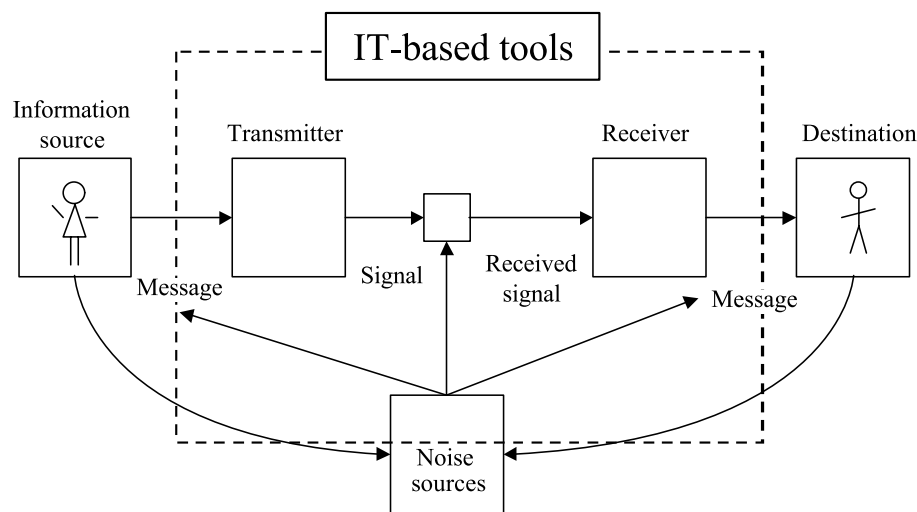 IT-based tools
Information
source
Transmitter
Receiver
Destination
Message
Signal
Received
signal
Message
Noise
sources